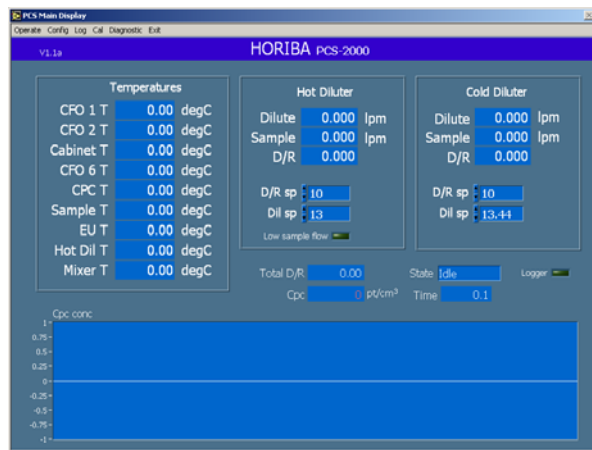 PCS Main Display
Operate Config Log Cal Diagnostic Exit
V1.1a HORIBA PCS-2000
Temperatures
CFO 1 T 0.00 degC
CFO 2 T 0.00 degC
Cabinet T 0.00 degC
CFO 6 T 0.00 degC
CPC T 0.00 degC
Sample T 0.00 degC
EU T 0.00 degC
Hot Dil T 0.00 degC
Mixer T 0.00 degC
Hot Diluter
Dilute 0.000 lpm
Sample 0.000 lpm
D/R 0.000
D/R sp 10
Dil sp 13
Low sample flow
Cold Diluter
Dilute 0.000 lpm
Sample 0.000 lpm
D/R 0.000
D/R sp 10
Dil sp 13.44
Total D/R 0.00 State Idle Logger
Cpc 0 pt/cm³ Time 0.1
Cpc conc
1
0.75
0.5
0.25
0
-0.25
-0.5
-0.75
-1